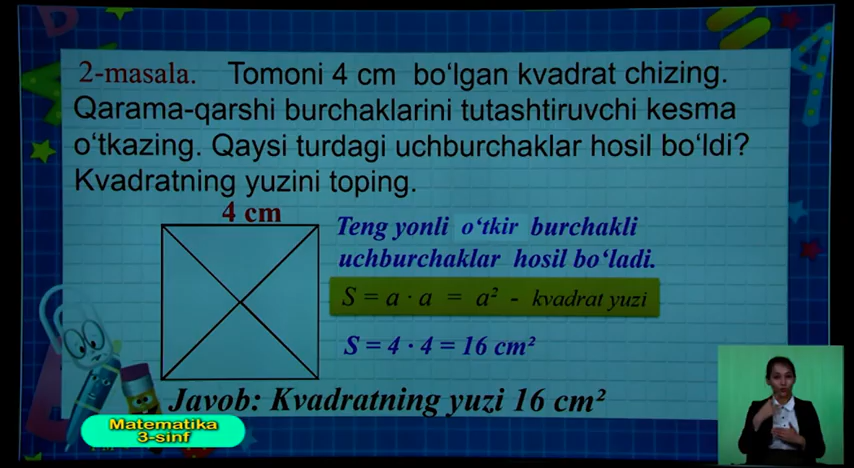 2-masala. Tomoni 4 cm bo‘lgan kvadrat chizing.
Qarama-qarshi burchaklarini tutashtiruvchi kesma
o‘tkazing. Qaysi turdagi uchburchaklar hosil bo‘ldi?
Kvadratning yuzini toping.
4 cm
Teng yonli o‘tkir burchakli
uchburchaklar hosil bo‘ladi.
S = a · a = a² - kvadrat yuzi
S = 4 · 4 = 16 cm²
Javob: Kvadratning yuzi 16 cm²
Matematika
3-sinf